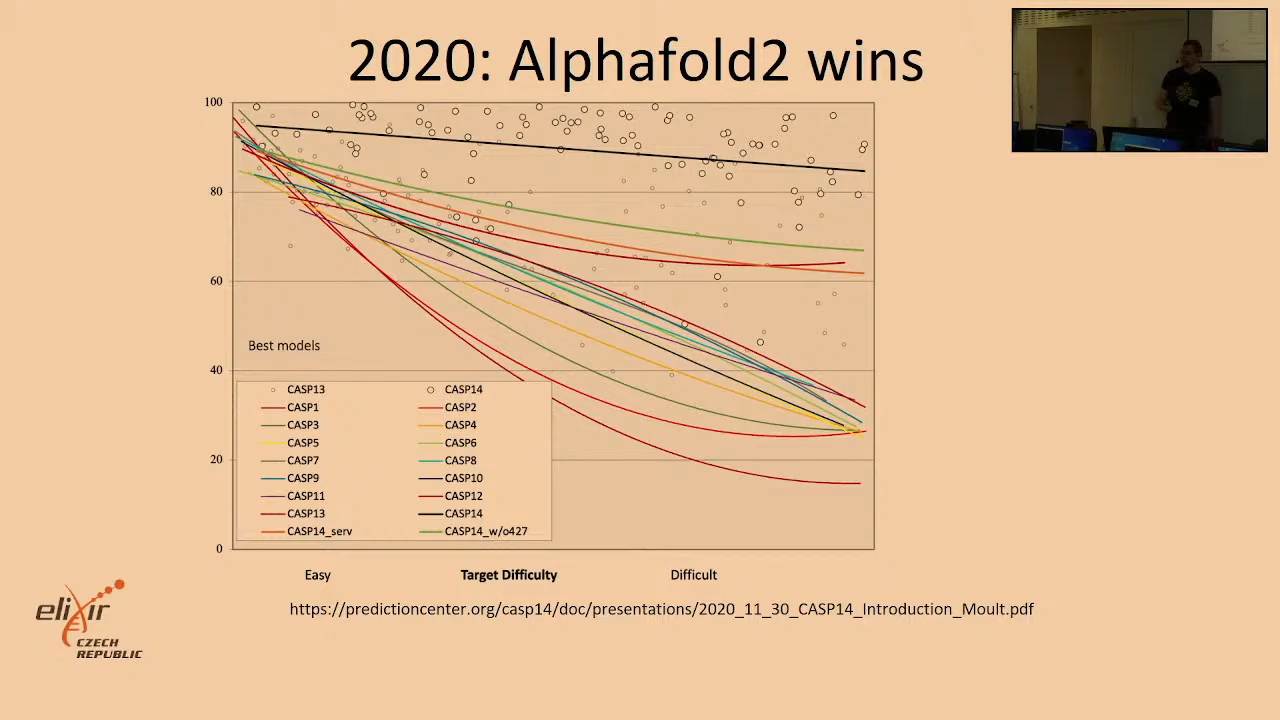 2020: Alphafold2 wins
100
80
60
40
20
0
Best models
CASP13 CASP14
CASP1 CASP2
CASP3 CASP4
CASP5 CASP6
CASP7 CASP8
CASP9 CASP10
CASP11 CASP12
CASP13 CASP14
CASP14_serv CASP14_w/o427
Easy Target Difficulty Difficult
https://predictioncenter.org/casp14/doc/presentations/2020_11_30_CASP14_Introduction_Moult.pdf
elixir
CZECH
REPUBLIC